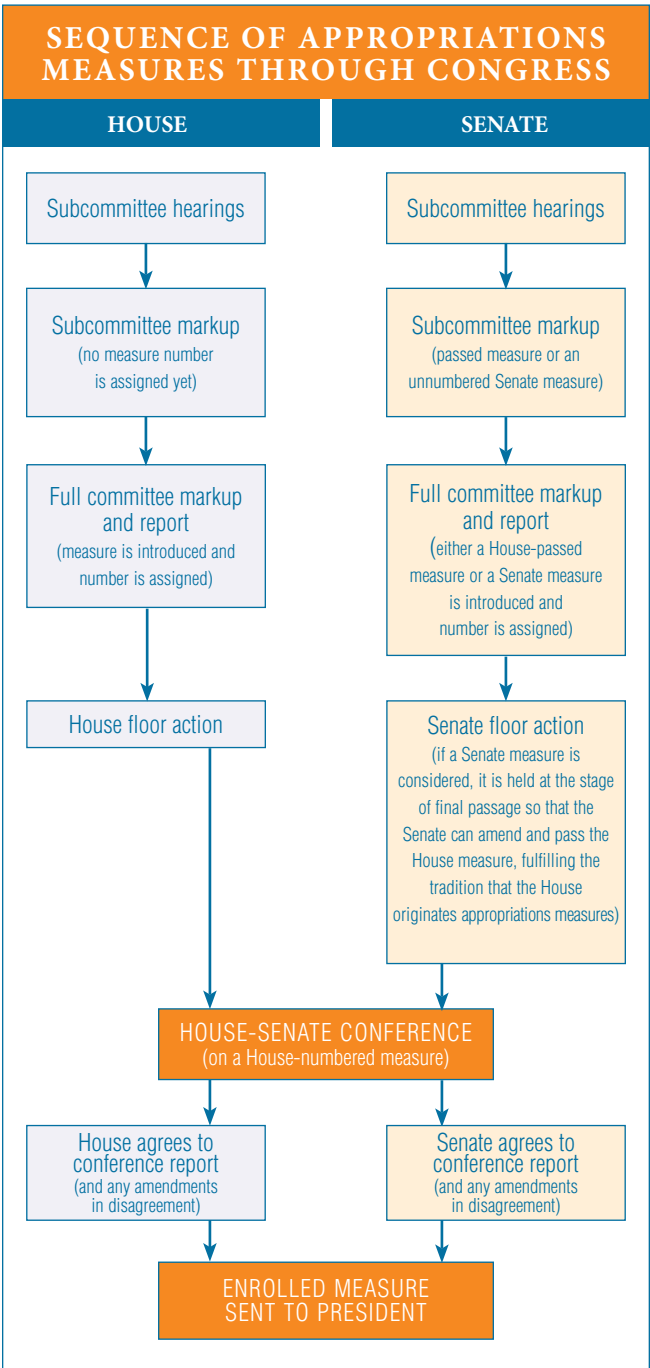 SEQUENCE OF APPROPRIATIONS
MEASURES THROUGH CONGRESS
HOUSE
Subcommittee hearings
Subcommittee markup
(no measure number
is assigned yet)
Full committee markup
and report
(measure is introduced and
number is assigned)
House floor action
SENATE
Subcommittee hearings
Subcommittee markup
(passed measure or an
unnumbered Senate measure)
Full committee markup
and report
(either a House-passed
measure or a Senate measure
is introduced and
number is assigned)
Senate floor action
(if a Senate measure is
considered, it is held at the stage
of final passage so that the
Senate can amend and pass the
House measure, fulfilling the
tradition that the House
originates appropriations measures)
HOUSE-SENATE CONFERENCE
(on a House-numbered measure)
House agrees to
conference report
(and any amendments
in disagreement)
Senate agrees to
conference report
(and any amendments
in disagreement)
ENROLLED MEASURE
SENT TO PRESIDENT